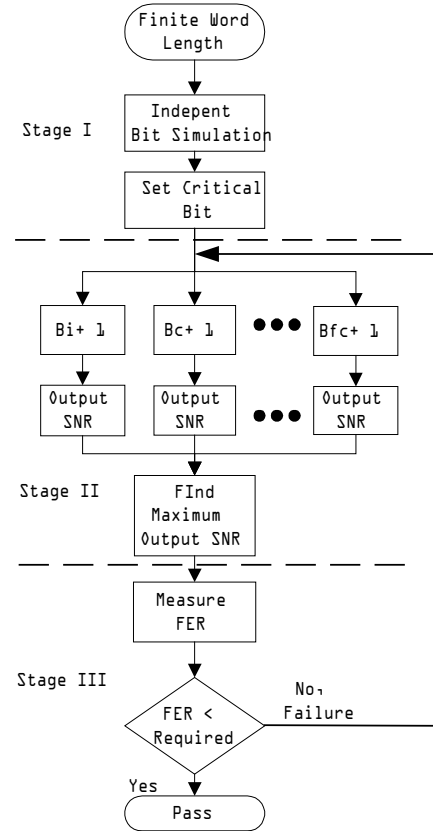 Finite Word
Length
Stage I
Indepent
Bit Simulation
Set Critical
Bit
Bi+ 1
Bc+ 1
Bfc+ 1
Output
SNR
Output
SNR
Output
SNR
Stage II
FInd
Maximum
Output SNR
Measure
FER
Stage III
FER <
Required
No,
Failure
Yes
Pass